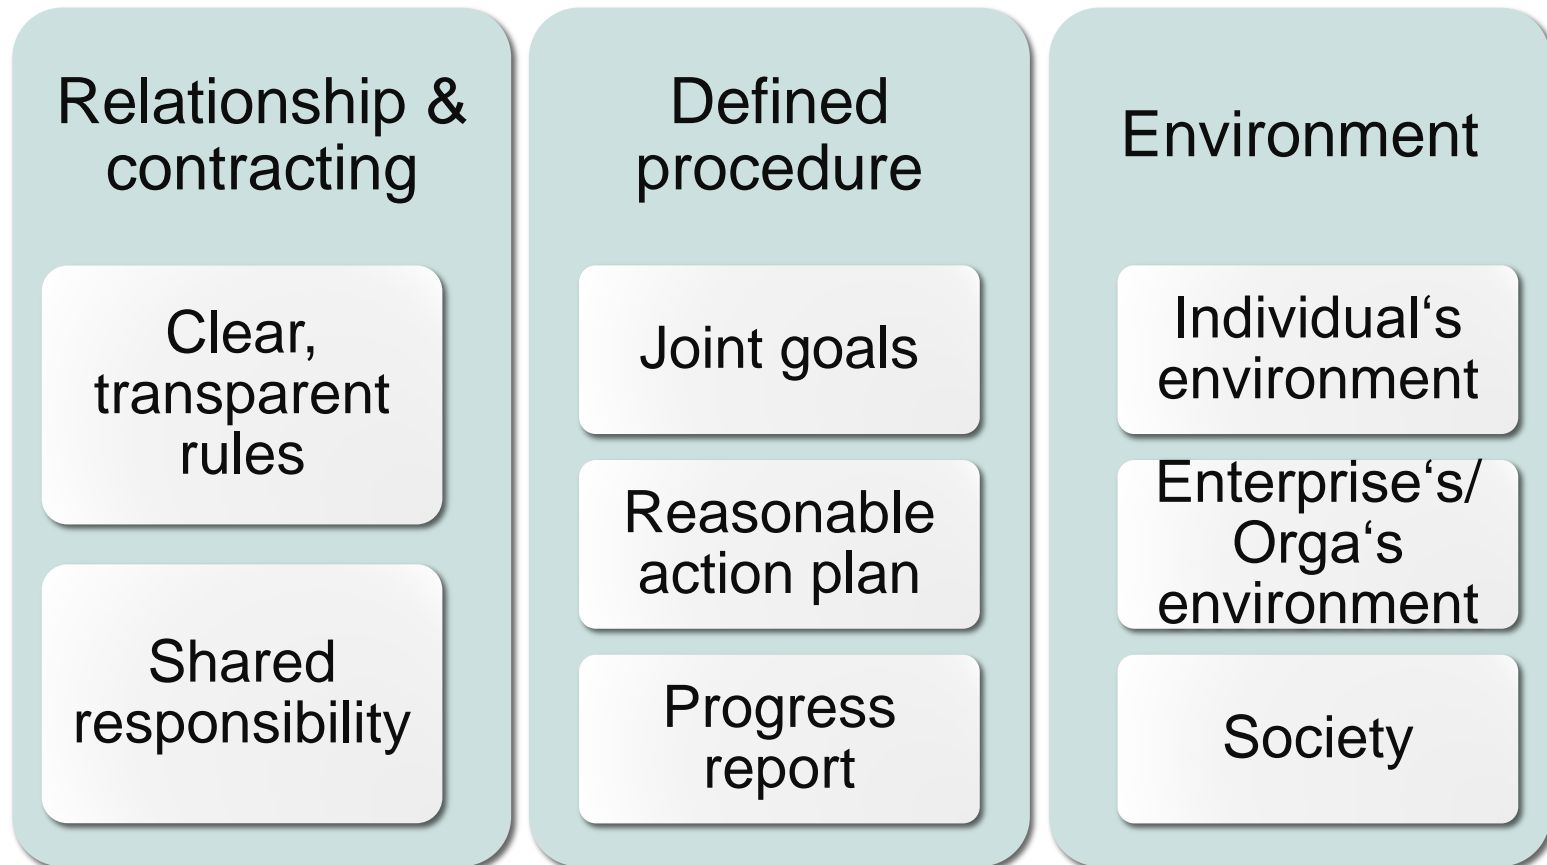 Relationship &
contracting
Clear,
transparent
rules
Shared
responsibility
Defined
procedure
Joint goals
Reasonable
action plan
Progress
report
Environment
Individual‘s
environment
Enterprise‘s/
Orga‘s
environment
Society